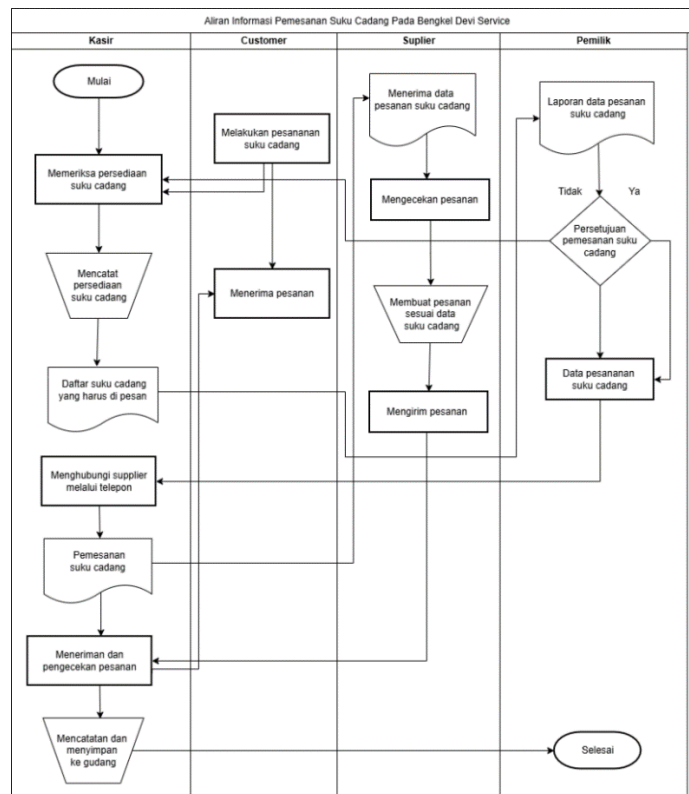 Aliran Informasi Pemesanan Suku Cadang Pada Bengkel Devi Service
Kasir
Customer
Suplier
Pemilik
Mulai
Memeriksa persediaan
suku cadang
Mencatat
persediaan
suku cadang
Daftar suku cadang
yang harus di pesan
Menghubungi supplier
melalui telepon
Pemesanan
suku cadang
Meneriman dan
pengecekan pesanan
Mencatatan dan
menyimpan
ke gudang
Melakukan pesananan
suku cadang
Menerima pesanan
Menerima data
pesanan suku cadang
Mengecekan pesanan
Membuat pesanan
sesuai data
suku cadang
Mengirim pesanan
Laporan data pesanan
suku cadang
Tidak
Ya
Persetujuan
pemesanan suku
cadang
Data pesananan
suku cadang
Selesai